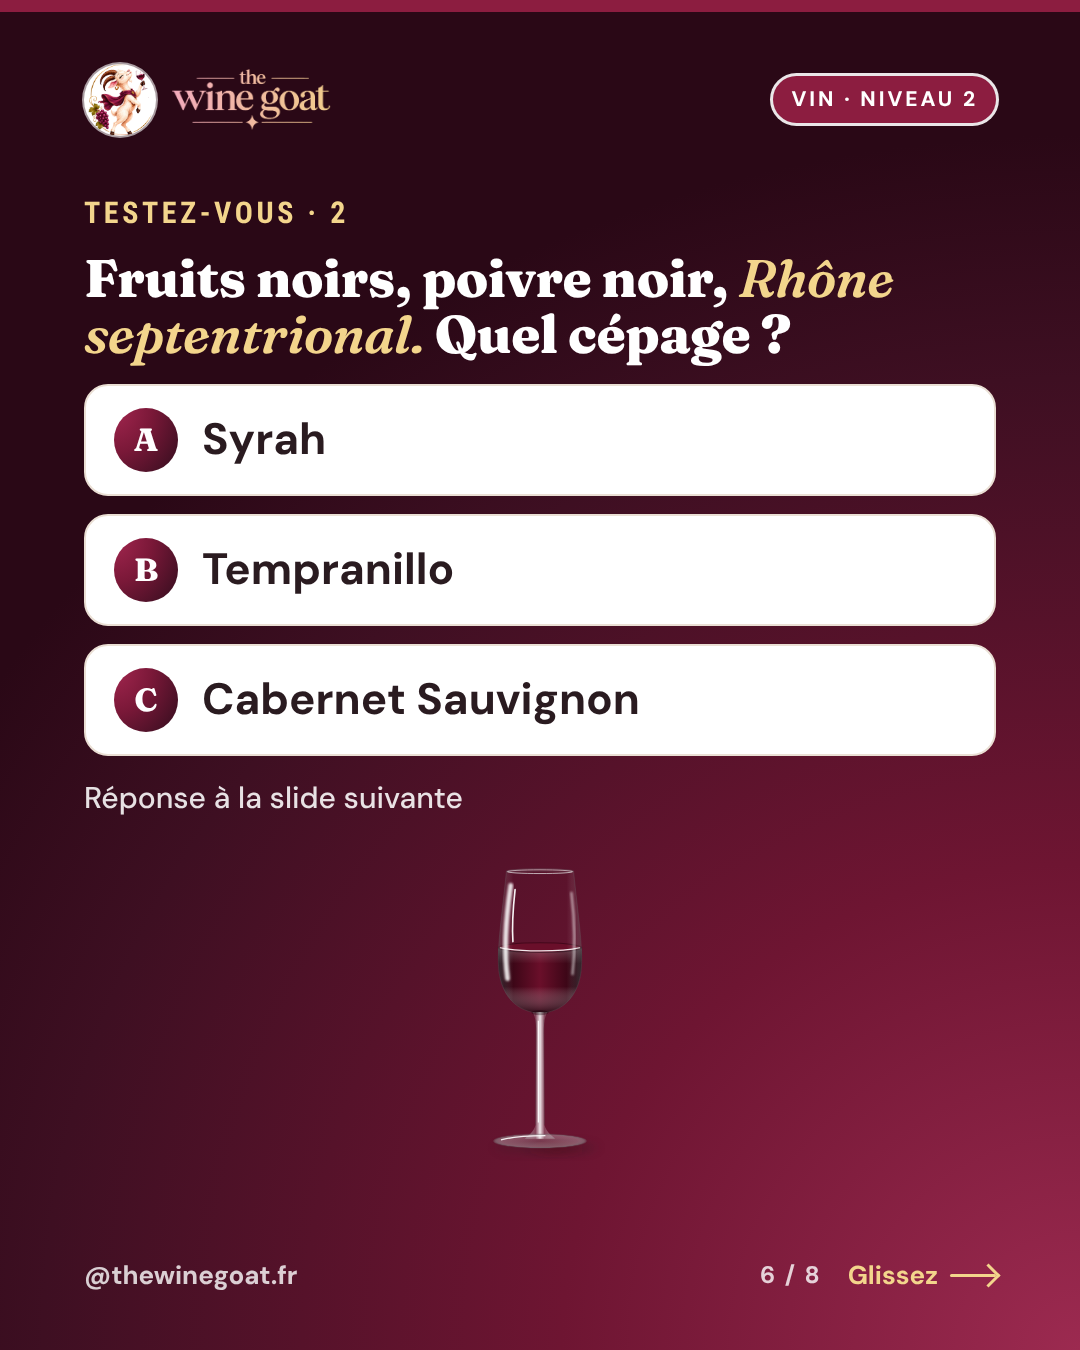 the
wine goat
VIN · NIVEAU 2
TESTEZ-VOUS · 2
Fruits noirs, poivre noir, Rhône
septentrional. Quel cépage ?
A Syrah
B Tempranillo
C Cabernet Sauvignon
Réponse à la slide suivante
@thewinegoat.fr
6 / 8 Glissez